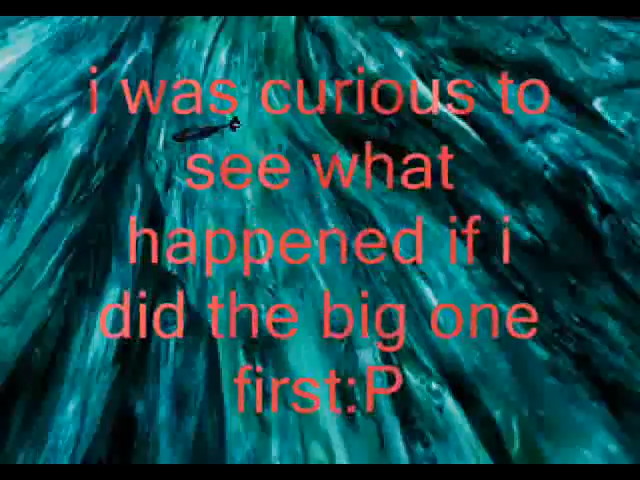 i was curious to
see what
happened if i
did the big one
first:P